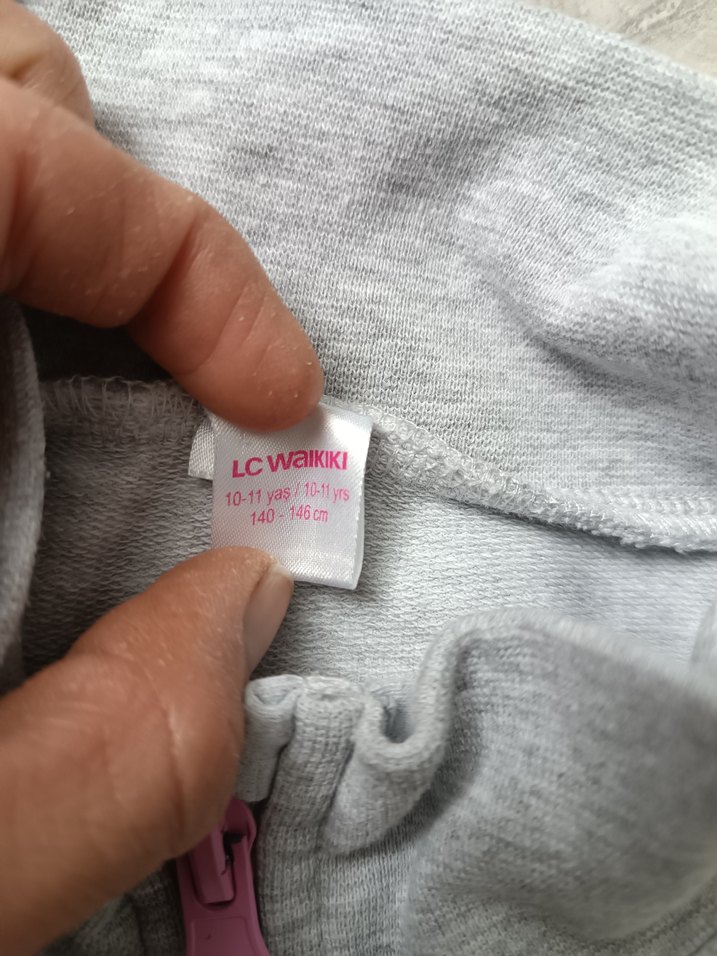 LC WAIKIKI
10-11 yaş / 10-11 yrs
140 - 146 cm